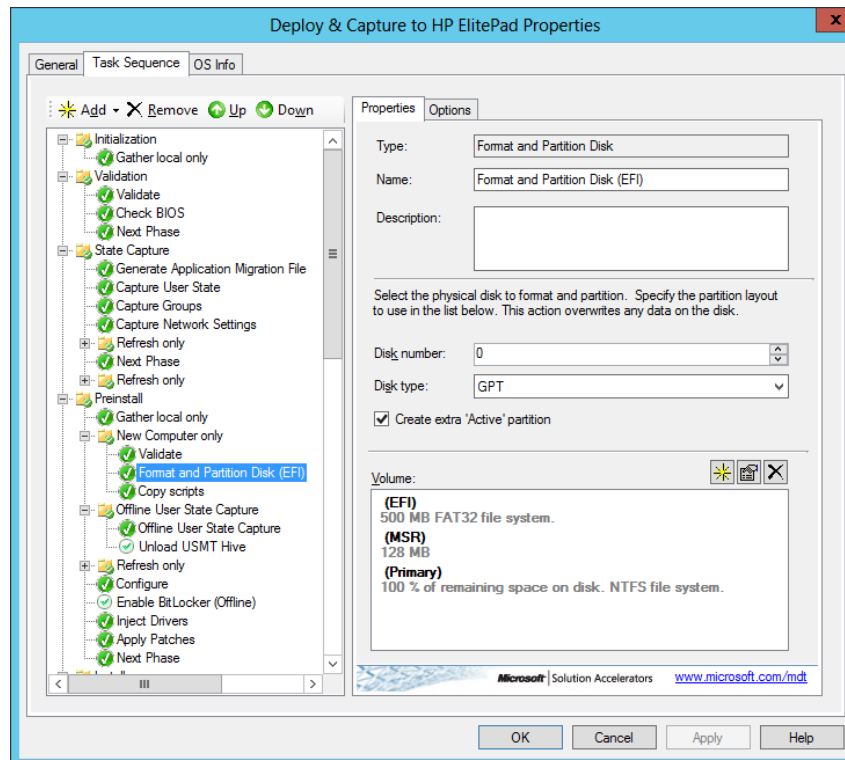 Deploy & Capture to HP ElitePad Properties
x
General Task Sequence OS Info
Add Remove Up Down
Initialization
Gather local only
Validation
Validate
Check BIOS
Next Phase
State Capture
Generate Application Migration File
Capture User State
Capture Groups
Capture Network Settings
Refresh only
Next Phase
Refresh only
Preinstall
Gather local only
New Computer only
Validate
Format and Partition Disk (EFI)
Copy scripts
Offline User State Capture
Offline User State Capture
Unload USMT Hive
Refresh only
Configure
Enable BitLocker (Offline)
Inject Drivers
Apply Patches
Next Phase
Properties Options
Type: Format and Partition Disk
Name: Format and Partition Disk (EFI)
Description:
Select the physical disk to format and partition. Specify the partition layout
to use in the list below. This action overwrites any data on the disk.
Disk number: 0
Disk type: GPT
Create extra 'Active' partition
Volume:
(EFI)
500 MB FAT32 file system.
(MSR)
128 MB
(Primary)
100 % of remaining space on disk. NTFS file system.
Microsoft Solution Accelerators www.microsoft.com/mdt
OK Cancel Apply Help